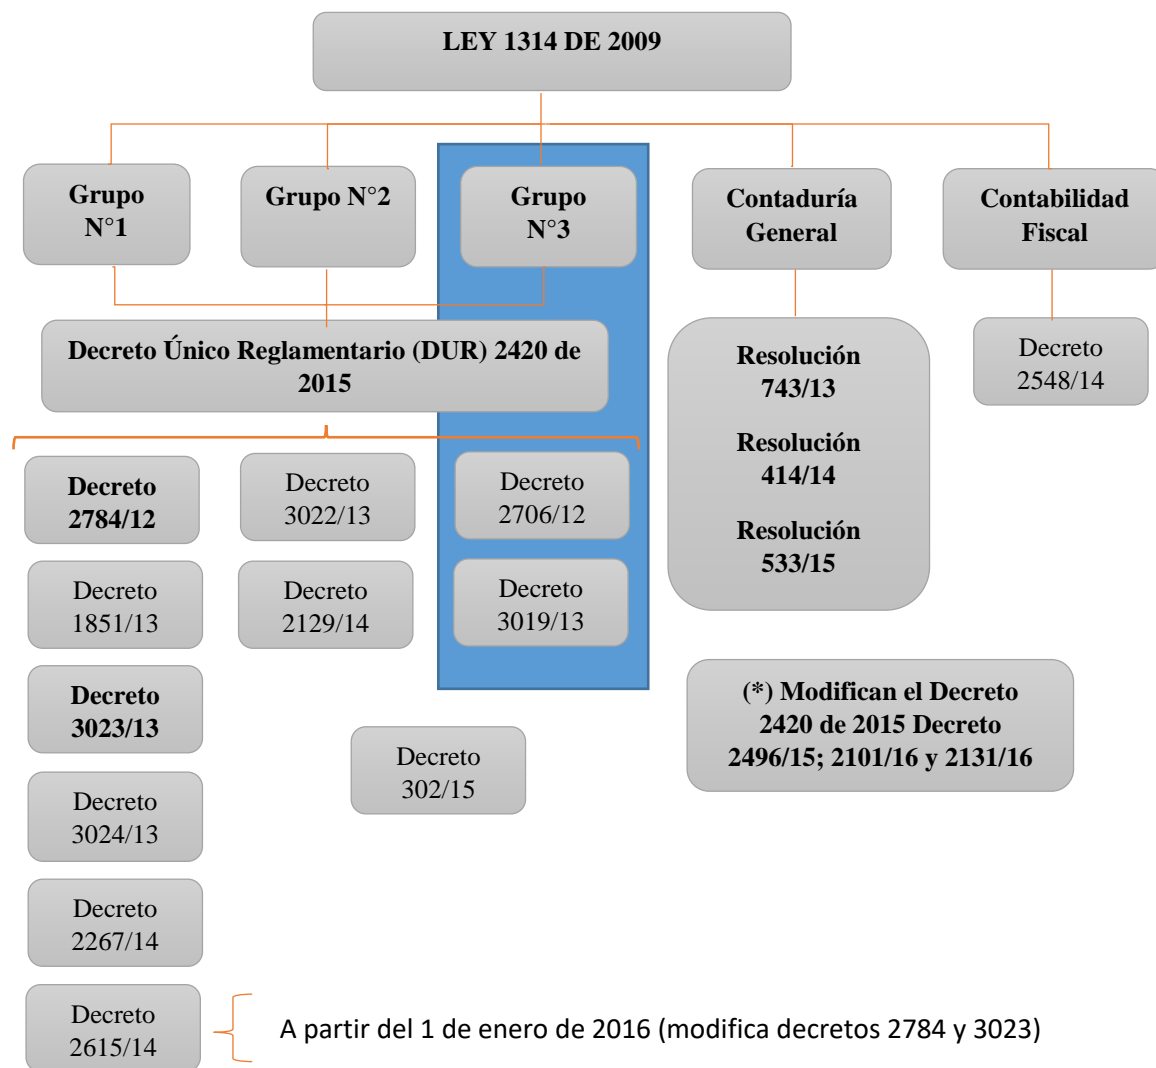 LEY 1314 DE 2009
Grupo
N°1
Grupo N°2
Grupo
N°3
Contaduría
General
Contabilidad
Fiscal
Decreto Único Reglamentario (DUR) 2420 de
2015
Resolución
743/13
Resolución
414/14
Resolución
533/15
Decreto
2548/14
Decreto
2784/12
Decreto
3022/13
Decreto
2706/12
Decreto
1851/13
Decreto
2129/14
Decreto
3019/13
Decreto
3023/13
(*) Modifican el Decreto
2420 de 2015 Decreto
2496/15; 2101/16 y 2131/16
Decreto
302/15
Decreto
3024/13
Decreto
2267/14
Decreto
2615/14
A partir del 1 de enero de 2016 (modifica decretos 2784 y 3023)